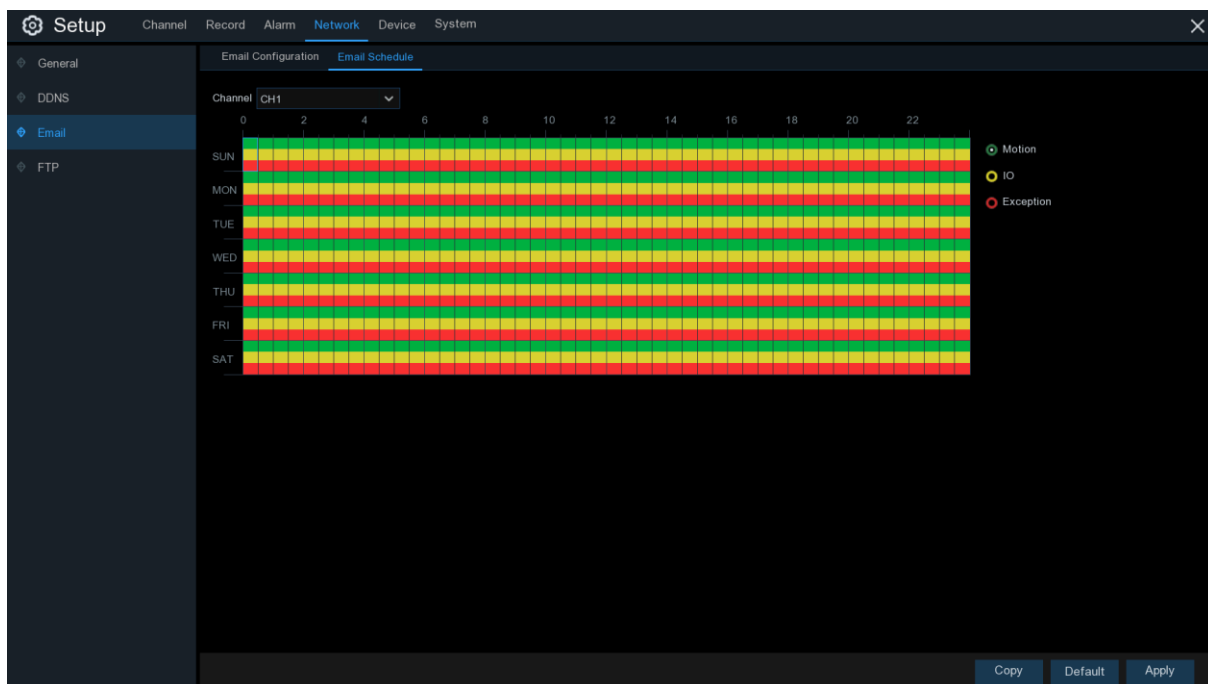 Setup Channel Record Alarm Network Device System
General
DDNS
Email
FTP
Email Configuration Email Schedule
Channel CH1
0 2 4 6 8 10 12 14 16 18 20 22
SUN
MON
TUE
WED
THU
FRI
SAT
Motion
IO
Exception
Copy Default Apply